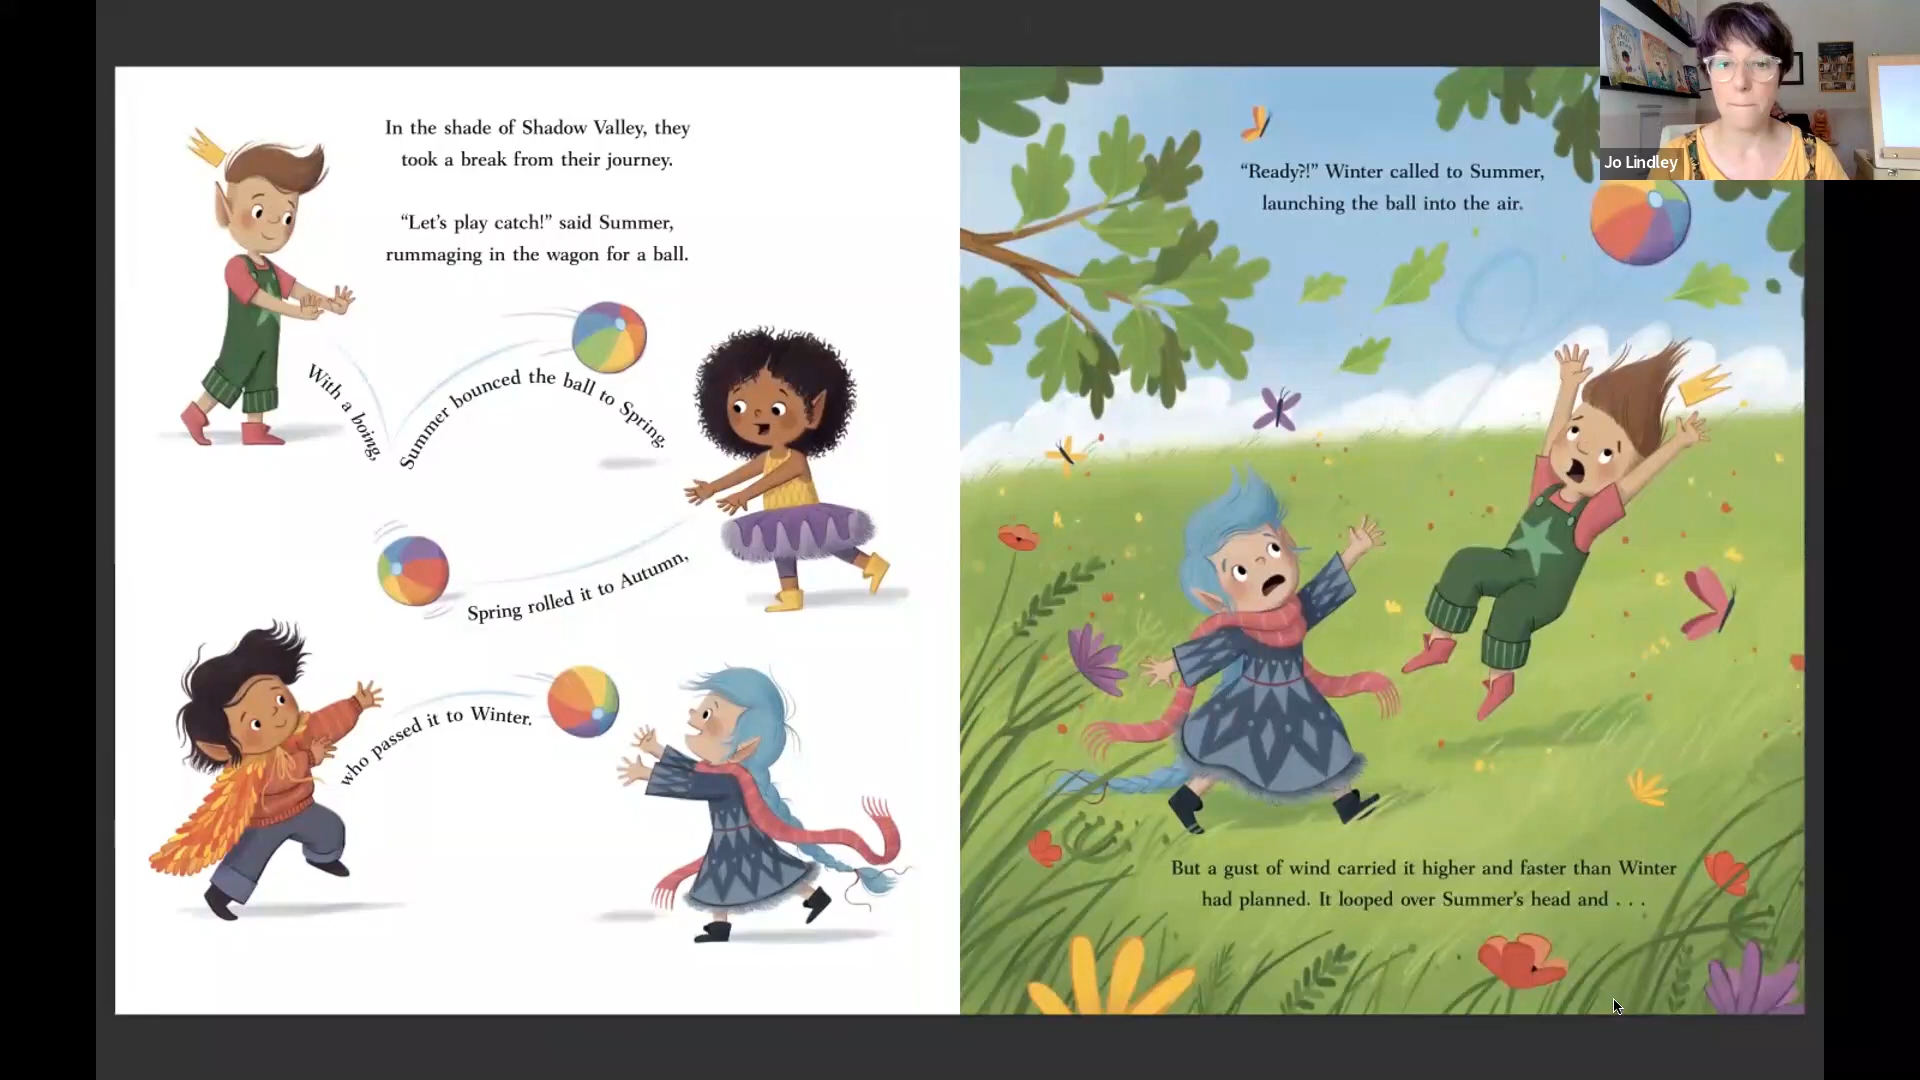 In the shade of Shadow Valley, they
took a break from their journey.
“Let’s play catch!” said Summer,
rummaging in the wagon for a ball.
With a boing,
Summer bounced the ball to Spring.
Spring rolled it to Autumn,
who passed it to Winter.
“Ready?!” Winter called to Summer,
launching the ball into the air.
But a gust of wind carried it higher and faster than Winter
had planned. It looped over Summer’s head and . . .
Jo Lindley